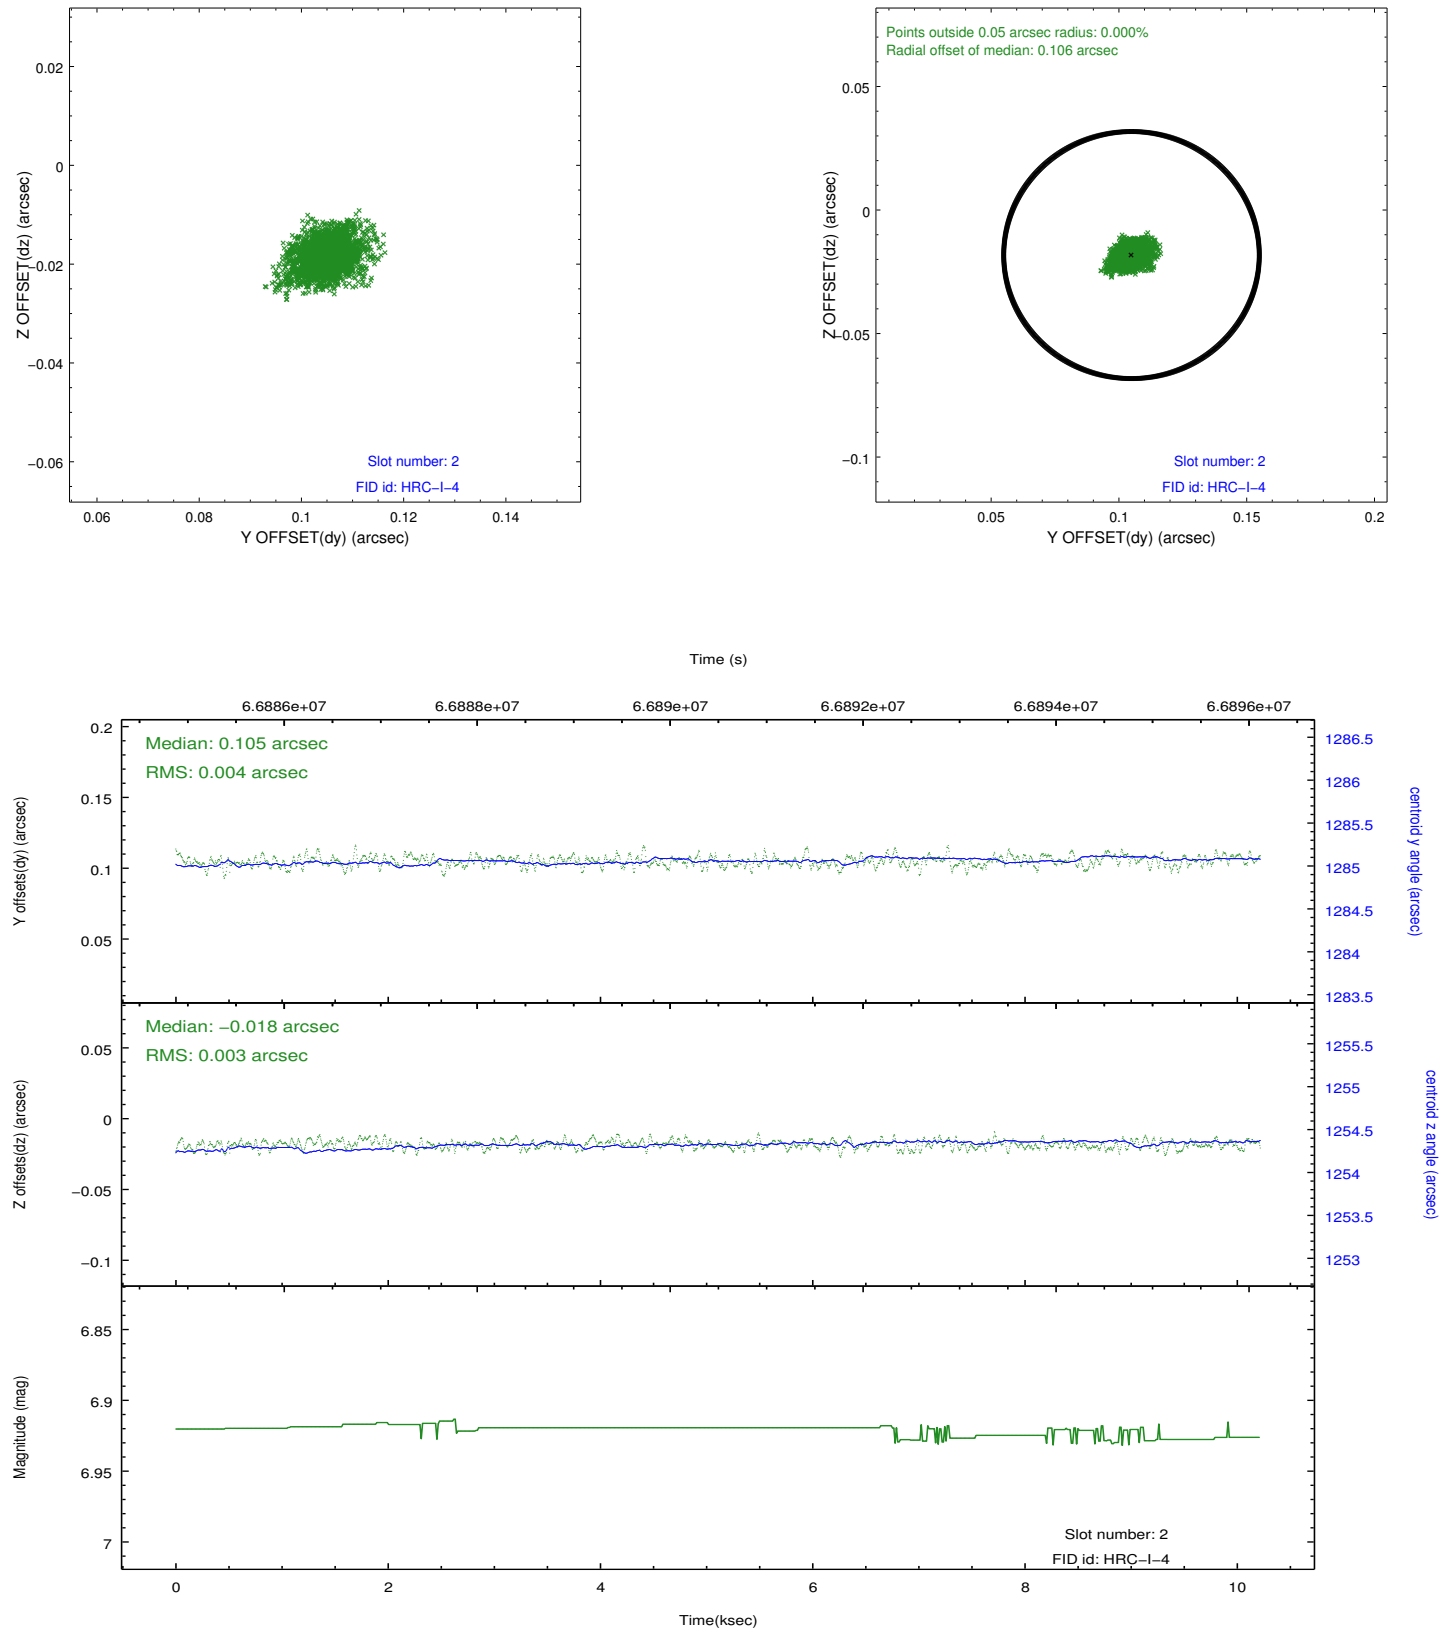 0.02
0
−0.02
−0.04
−0.06
Z OFFSET(dz) (arcsec)
Slot number: 2
FID id: HRC−I−4
0.06
0.08
0.1
0.12
0.14
Y OFFSET(dy) (arcsec)
Points outside 0.05 arcsec radius: 0.000%
Radial offset of median: 0.106 arcsec
0.05
0
−0.05
−0.1
Z OFFSET(dz) (arcsec)
Slot number: 2
FID id: HRC−I−4
0.05
0.1
0.15
0.2
Y OFFSET(dy) (arcsec)
Time (s)
6.6886e+07
6.6888e+07
6.689e+07
6.6892e+07
6.6894e+07
6.6896e+07
Median: 0.105 arcsec
RMS: 0.004 arcsec
0.2
0.15
0.1
0.05
Y offsets(dy) (arcsec)
1286.5
1286
1285.5
1285
1284.5
1284
1283.5
centroid y angle (arcsec)
Median: −0.018 arcsec
RMS: 0.003 arcsec
0.05
0
−0.05
−0.1
Z offsets(dz) (arcsec)
1255.5
1255
1254.5
1254
1253.5
1253
centroid z angle (arcsec)
6.85
6.9
6.95
7
Magnitude (mag)
Slot number: 2
FID id: HRC−I−4
0
2
4
6
8
10
Time(ksec)